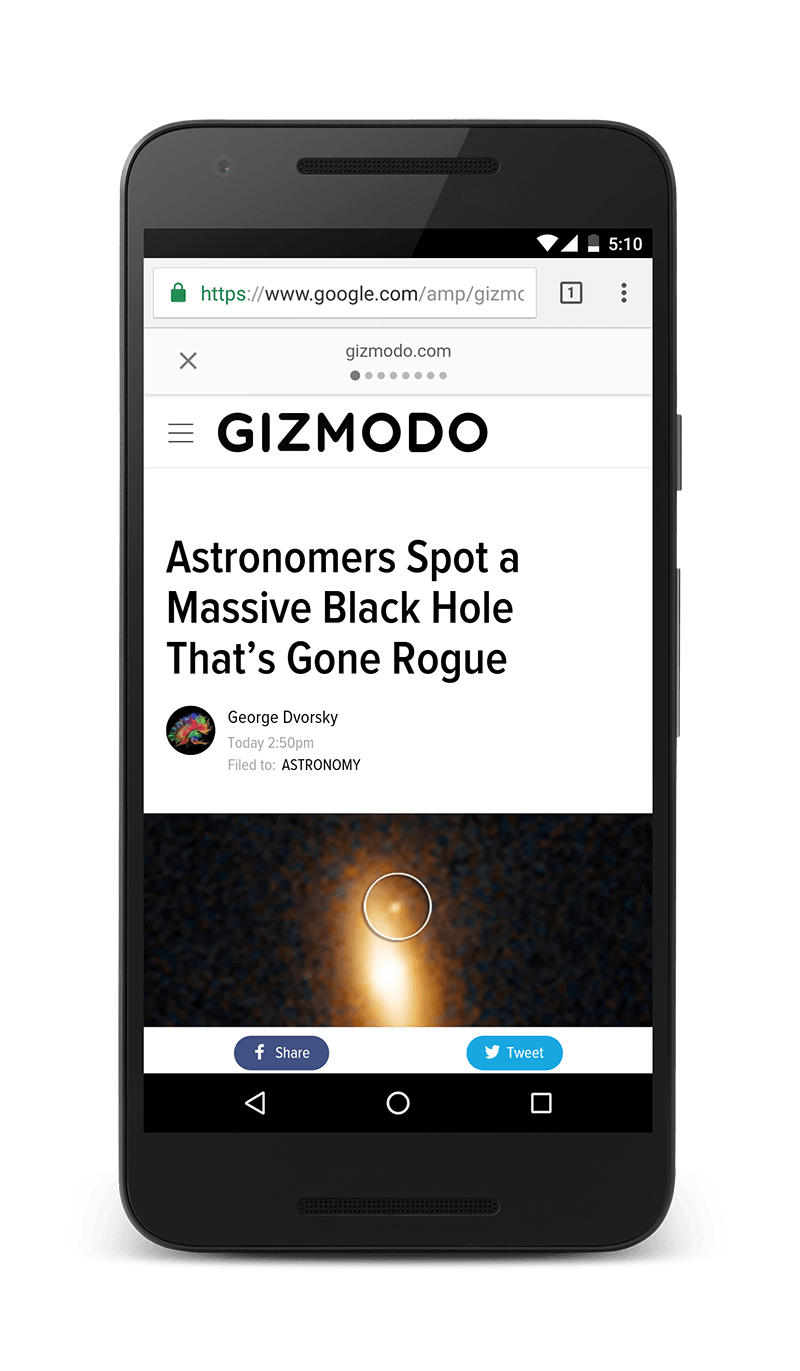 5:10
https://www.google.com/amp/gizmo
1
gizmodo.com
GIZMODO
Astronomers Spot a
Massive Black Hole
That’s Gone Rogue
George Dvorsky
Today 2:50pm
Filed to: ASTRONOMY
Share
Tweet